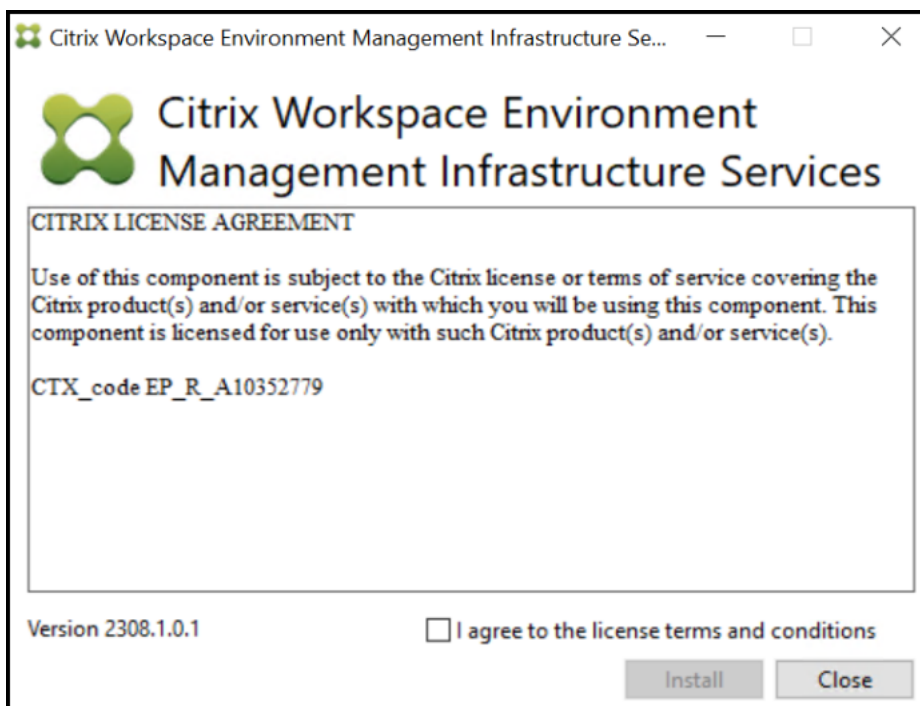 Citrix Workspace Environment Management Infrastructure Se...
Citrix Workspace Environment
Management Infrastructure Services
CITRIX LICENSE AGREEMENT
Use of this component is subject to the Citrix license or terms of service covering the
Citrix product(s) and/or service(s) with which you will be using this component. This
component is licensed for use only with such Citrix product(s) and/or service(s).
CTX_code EP_R_A10352779
Version 2308.1.0.1
I agree to the license terms and conditions
Install
Close